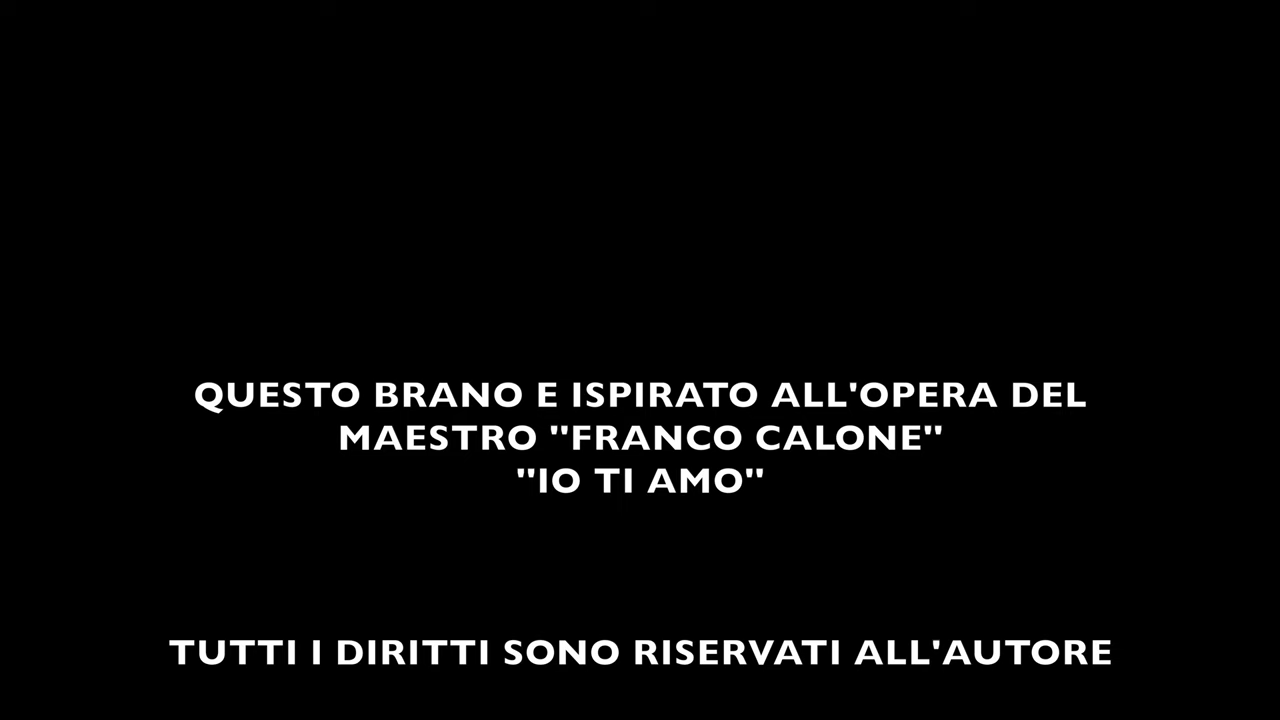 QUESTO BRANO E ISPIRATO ALL'OPERA DEL
MAESTRO "FRANCO CALONE"
"IO TI AMO"
TUTTI I DIRITTI SONO RISERVATI ALL'AUTORE